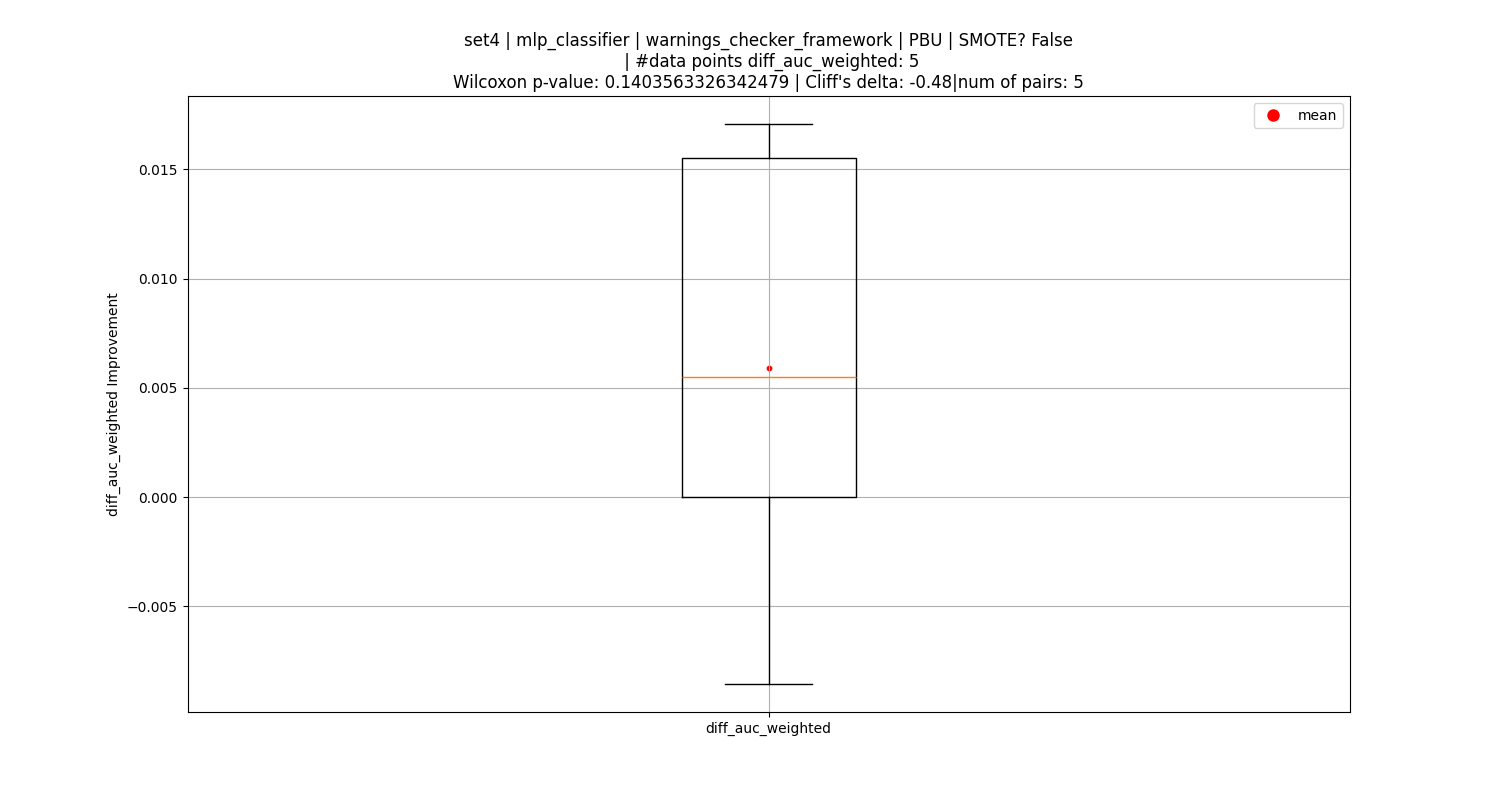 set4 | mlp_classifier | warnings_checker_framework | PBU | SMOTE? False
| #data points diff_auc_weighted: 5
Wilcoxon p-value: 0.1403563326342479 | Cliff's delta: -0.48|num of pairs: 5
mean
0.015
0.010
0.005
0.000
−0.005
diff_auc_weighted Improvement
diff_auc_weighted